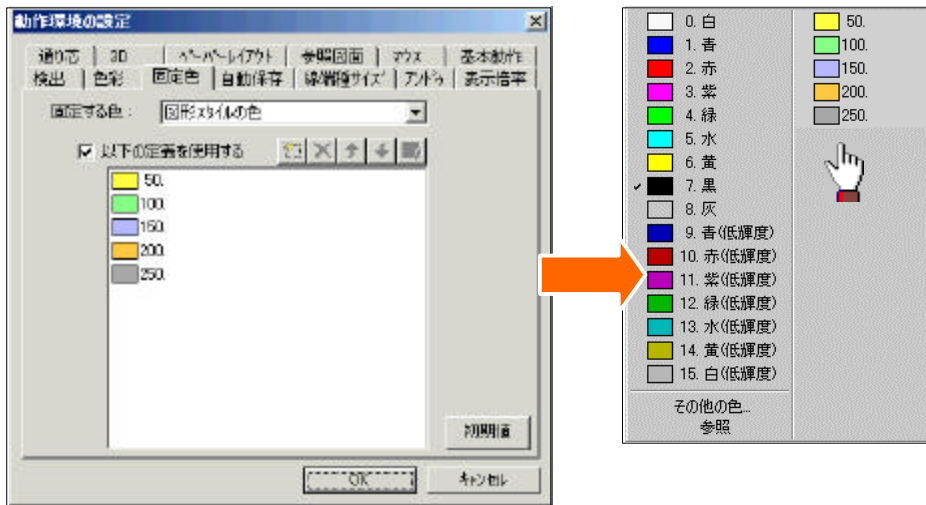 動作環境の設定
通り芯 3D ペーパーレイアウト 参照図面 マウス 基本動作
検出 色彩 固定色 自動保存 線/端種サイズ アンドゥ 表示倍率
固定する色: 図形スタイルの色
以下の定義を使用する
50.
100.
150.
200.
250.
初期値
OK キャンセル
0. 白
1. 青
2. 赤
3. 紫
4. 緑
5. 水
6. 黄
7. 黒
8. 灰
9. 青(低輝度)
10. 赤(低輝度)
11. 紫(低輝度)
12. 緑(低輝度)
13. 水(低輝度)
14. 黄(低輝度)
15. 白(低輝度)
その他の色...
参照
50.
100.
150.
200.
250.